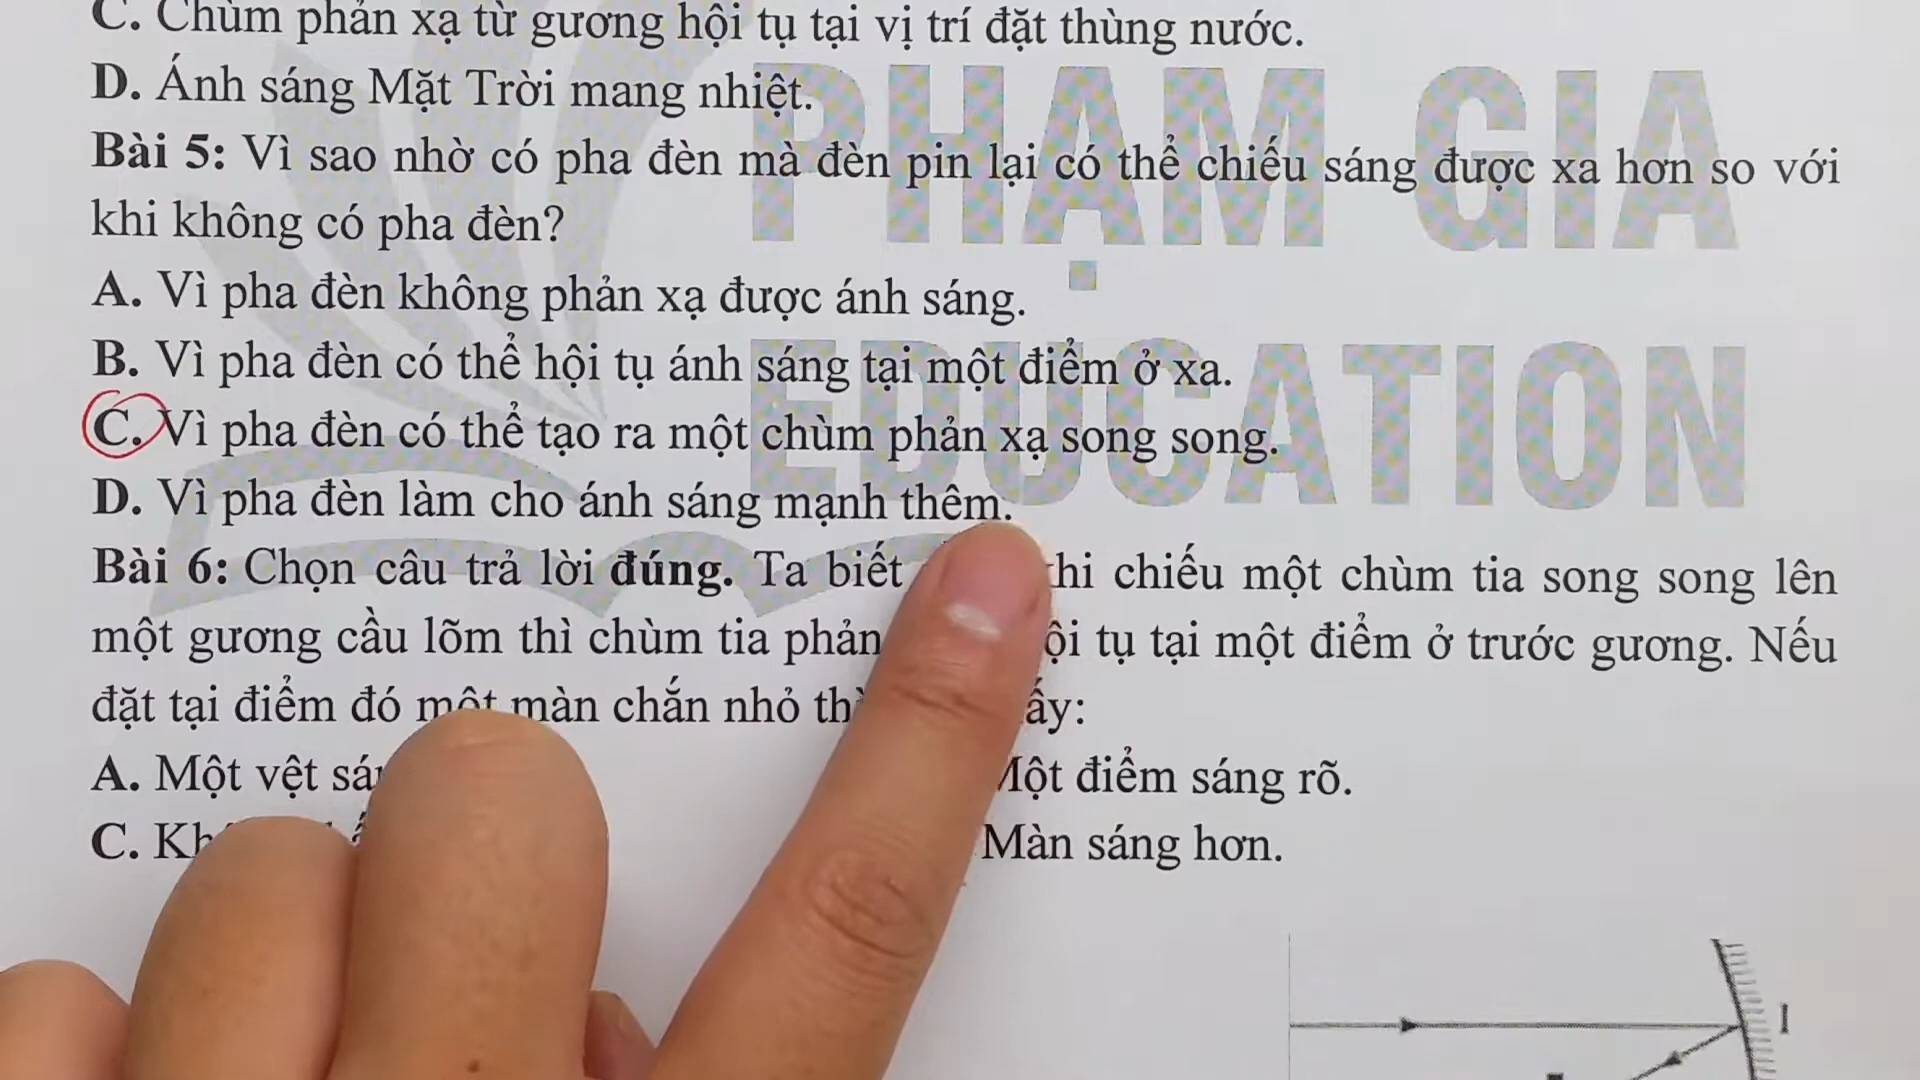 C. Chùm phản xạ từ gương hội tụ tại vị trí đặt thùng nước.
D. Ánh sáng Mặt Trời mang nhiệt.
Bài 5: Vì sao nhờ có pha đèn mà đèn pin lại có thể chiếu sáng được xa hơn so với
khi không có pha đèn?
A. Vì pha đèn không phản xạ được ánh sáng.
B. Vì pha đèn có thể hội tụ ánh sáng tại một điểm ở xa.
C. Vì pha đèn có thể tạo ra một chùm phản xạ song song.
D. Vì pha đèn làm cho ánh sáng mạnh thêm.
Bài 6: Chọn câu trả lời đúng. Ta biết chiếu một chùm tia song song lên
một gương cầu lõm thì chùm tia phản tụ tại một điểm ở trước gương. Nếu
đặt tại điểm đó một màn chắn nhỏ
A. Một vệt Một điểm sáng rõ.
C. Màn sáng hơn.
I
PHẠM GIA
EDUCATION